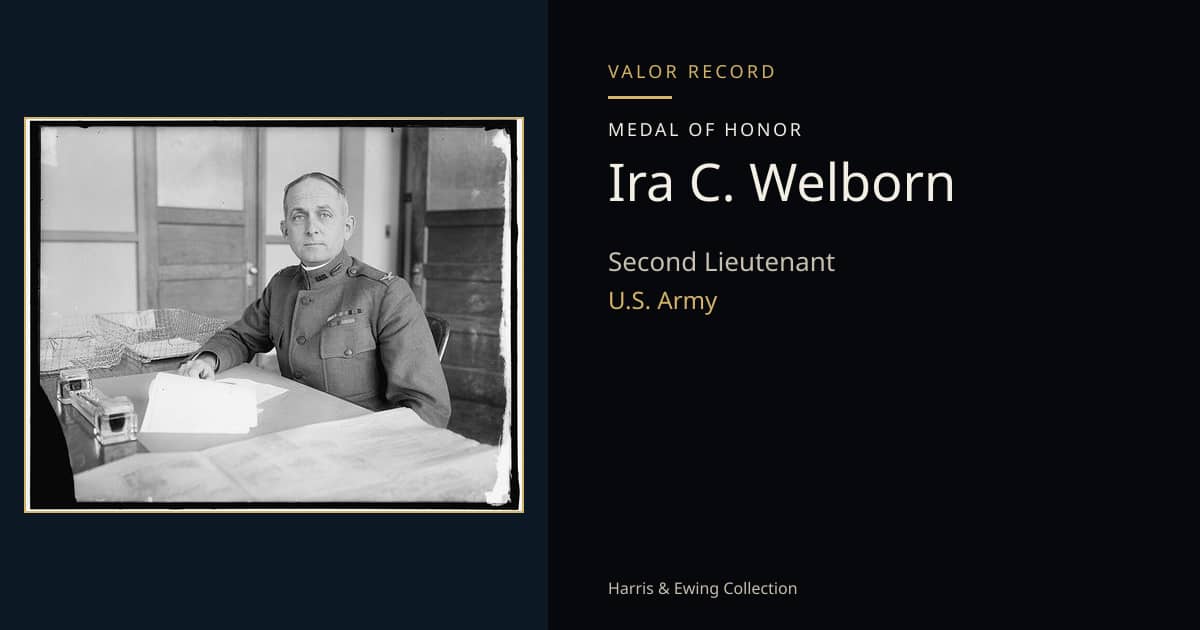 VALOR RECORD
MEDAL OF HONOR
Ira C. Welborn
Second Lieutenant
U.S. Army
Harris & Ewing Collection